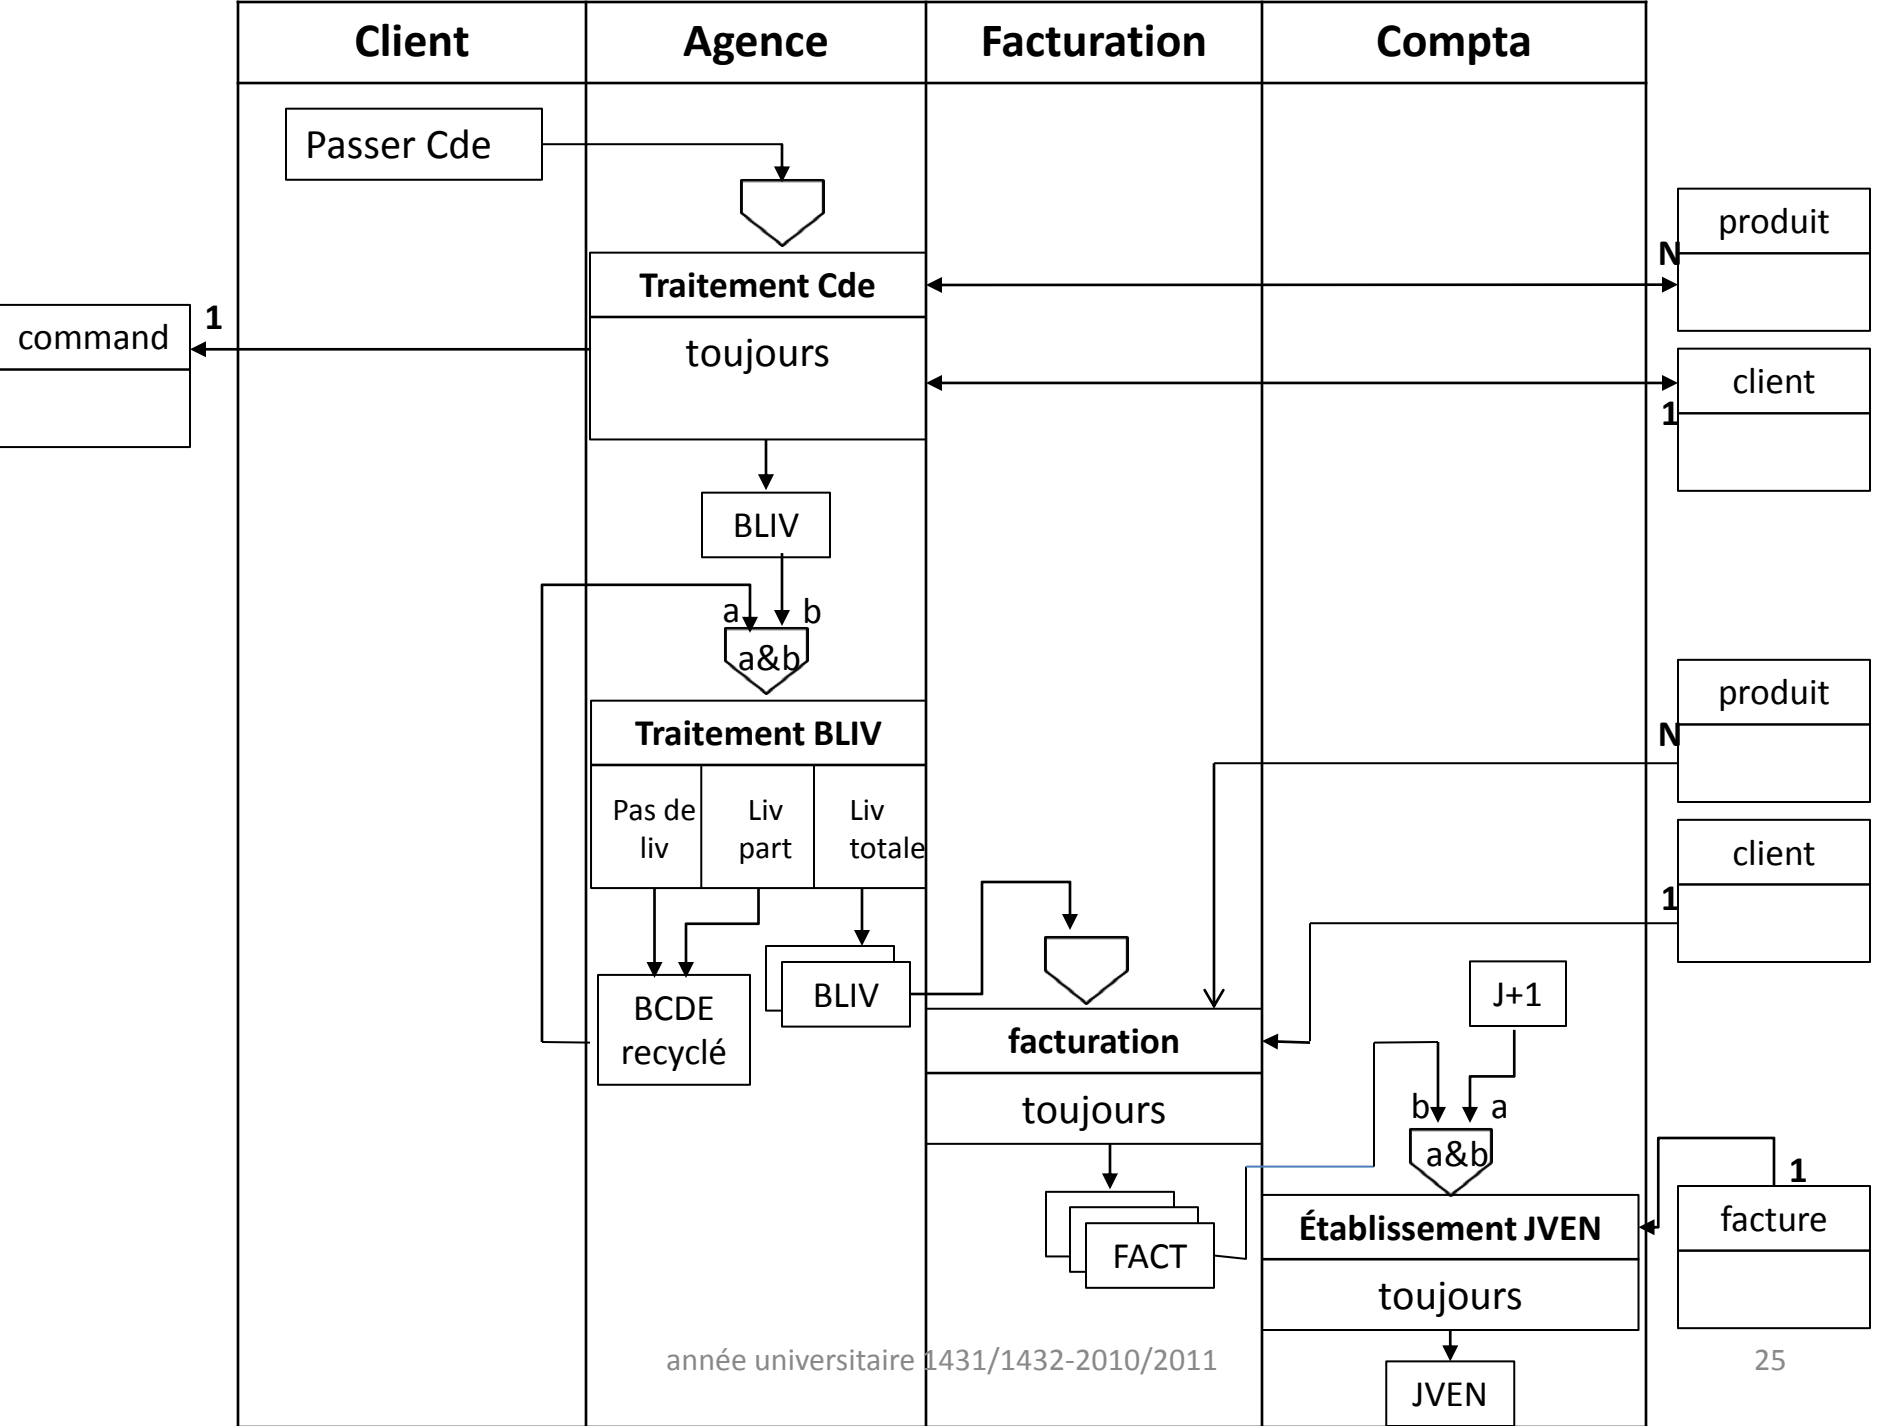 Client
Agence
Facturation
Compta
Passer Cde
produit
N
Traitement Cde
1
command
toujours
client
1
BLIV
a
b
a&b
produit
N
Traitement BLIV
Pas de
liv
Liv
part
Liv
totale
client
1
BCDE
recyclé
BLIV
J+1
facturation
toujours
b
a
a&b
1
facture
FACT
Établissement JVEN
toujours
JVEN
année universitaire 1431/1432-2010/2011
25